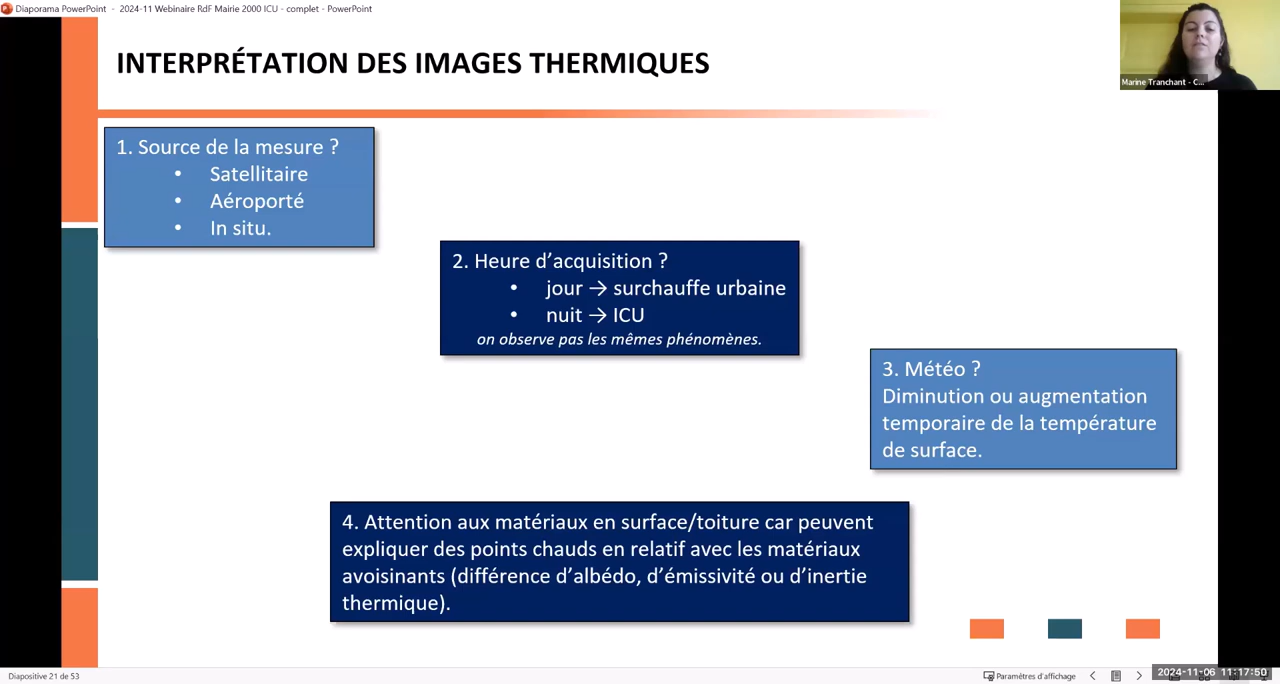 Diaporama PowerPoint - 2024-11 Webinaire RdF Mairie 2000 ICU - complet - PowerPoint
INTERPRÉTATION DES IMAGES THERMIQUES
Marine Tranchant - C...
1. Source de la mesure ?
• Satellitaire
• Aéroporté
• In situ.
2. Heure d’acquisition ?
• jour → surchauffe urbaine
• nuit → ICU
on observe pas les mêmes phénomènes.
3. Météo ?
Diminution ou augmentation
temporaire de la température
de surface.
4. Attention aux matériaux en surface/toiture car peuvent
expliquer des points chauds en relatif avec les matériaux
avoisinants (différence d’albédo, d’émissivité ou d’inertie
thermique).
Diapositive 21 de 53
Paramètres d'affichage
2024-11-06 11:17:50